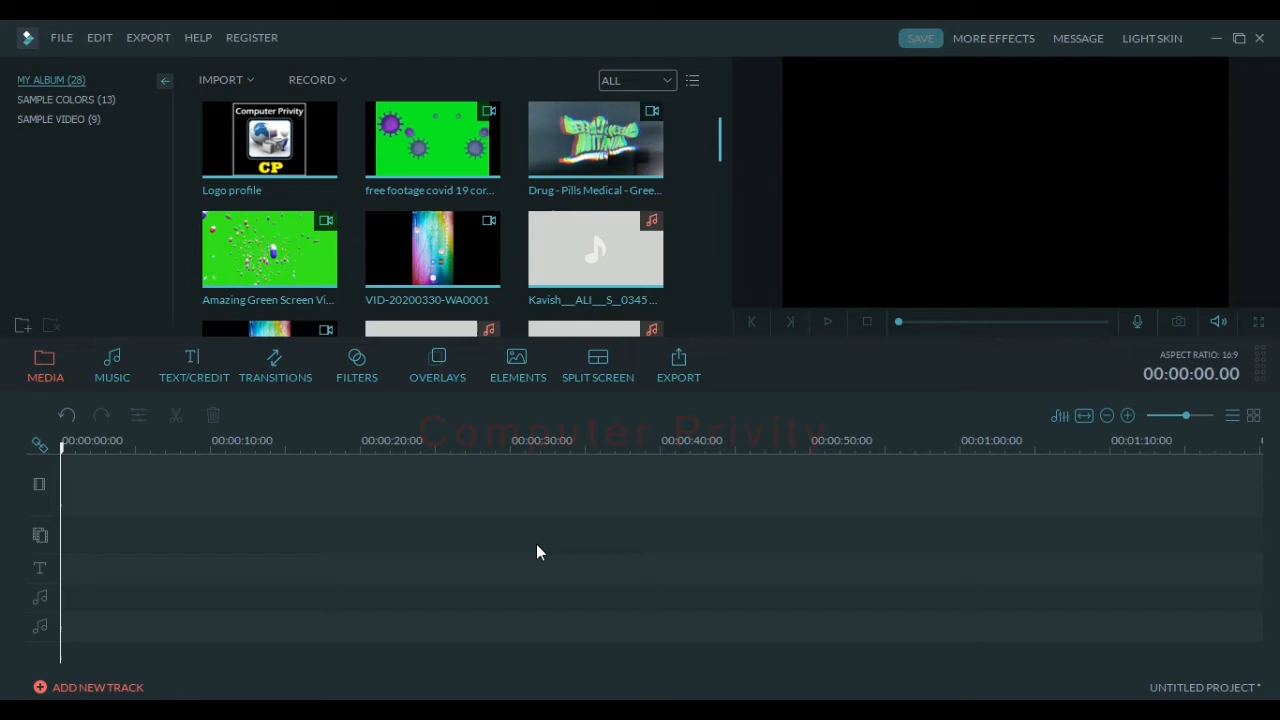 FILE EDIT EXPORT HELP REGISTER SAVE MORE EFFECTS MESSAGE LIGHT SKIN
MY ALBUM (28)
SAMPLE COLORS (13)
SAMPLE VIDEO (9)
IMPORT RECORD ALL
Computer Privity
CP
Logo profile
free footage covid 19 cor...
Drug - Pills Medical - Gree...
Amazing Green Screen Vi...
VID-20200330-WA0001
Kavish___ALI___S__0345...
MEDIA MUSIC TEXT/CREDIT TRANSITIONS FILTERS OVERLAYS ELEMENTS SPLIT SCREEN EXPORT
ASPECT RATIO: 16:9
00:00:00.00
Computer Privity
00:00:00:00 00:00:10:00 00:00:20:00 00:00:30:00 00:00:40:00 00:00:50:00 00:01:00:00 00:01:10:00
ADD NEW TRACK
UNTITLED PROJECT *